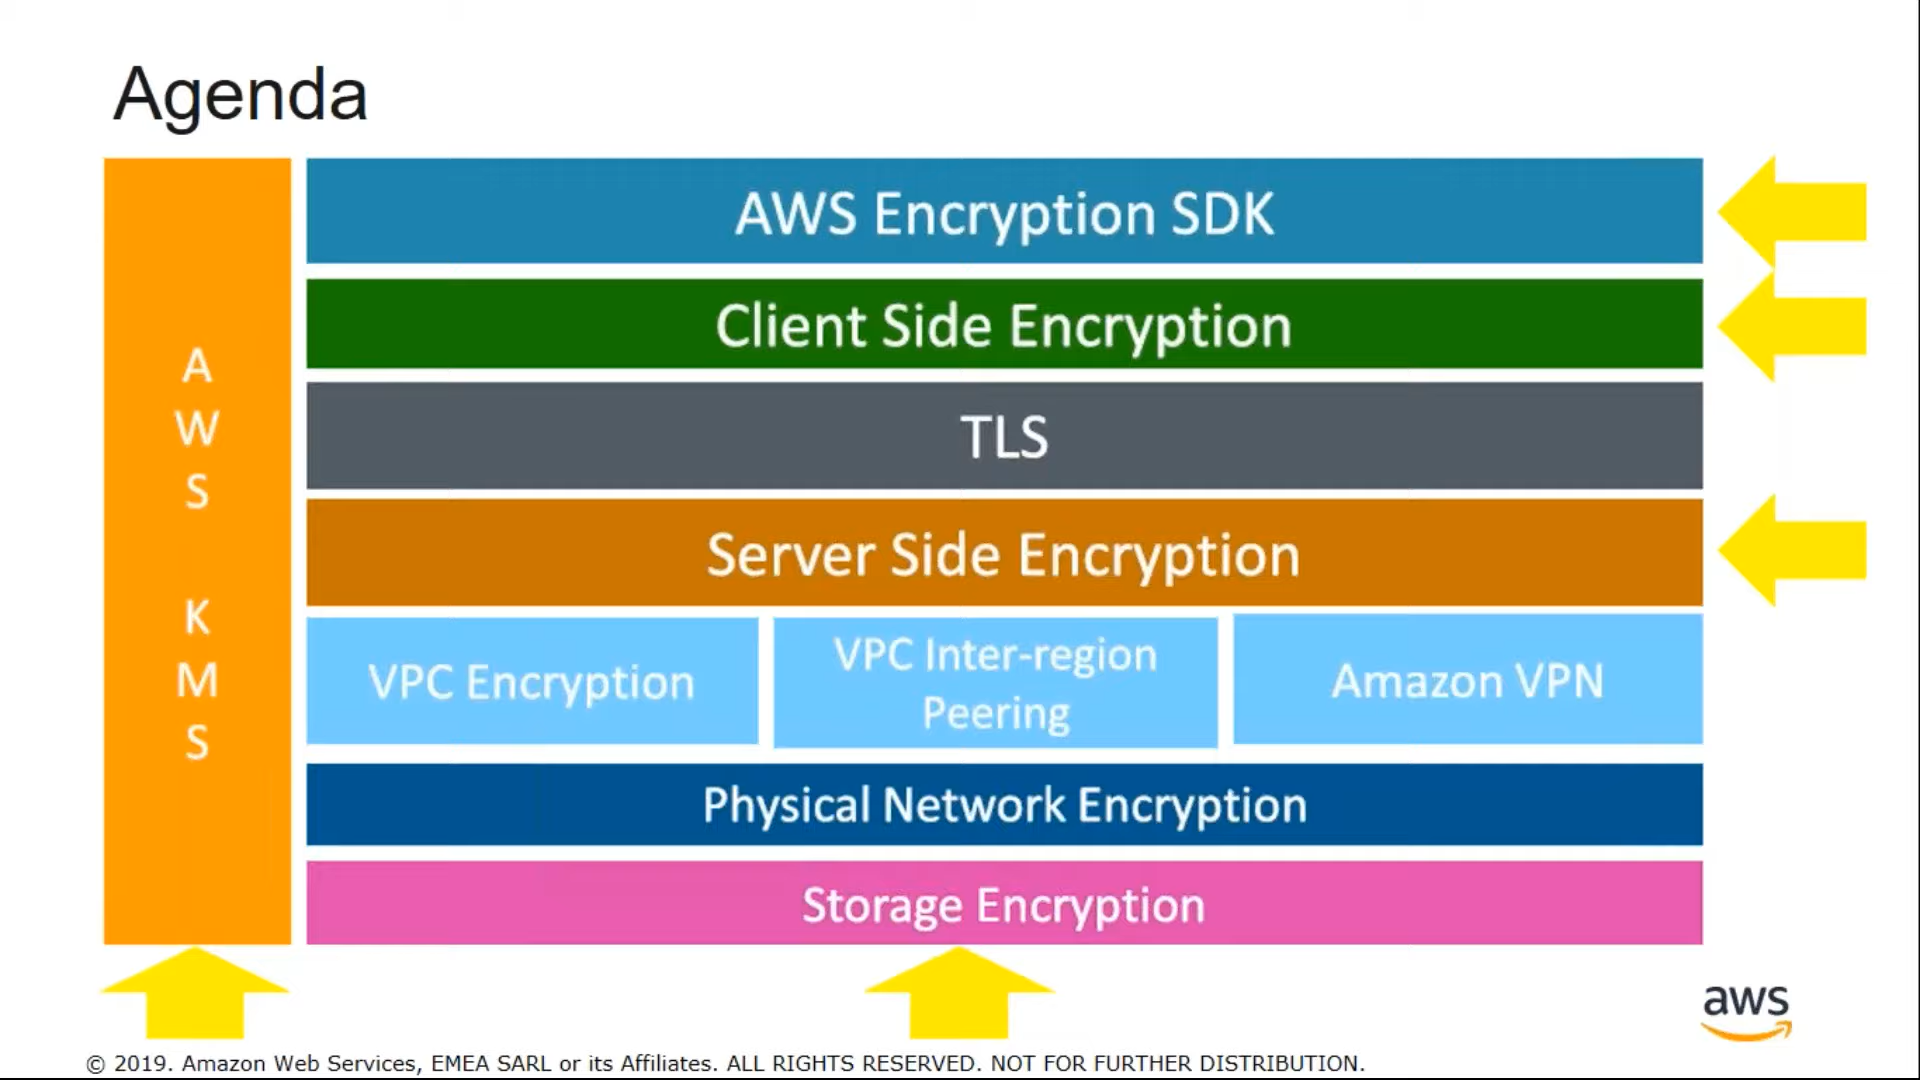 Agenda
A
W
S
K
M
S
AWS Encryption SDK
Client Side Encryption
TLS
Server Side Encryption
VPC Encryption
VPC Inter-region
Peering
Amazon VPN
Physical Network Encryption
Storage Encryption
aws
© 2019. Amazon Web Services, EMEA SARL or its Affiliates. ALL RIGHTS RESERVED. NOT FOR FURTHER DISTRIBUTION.